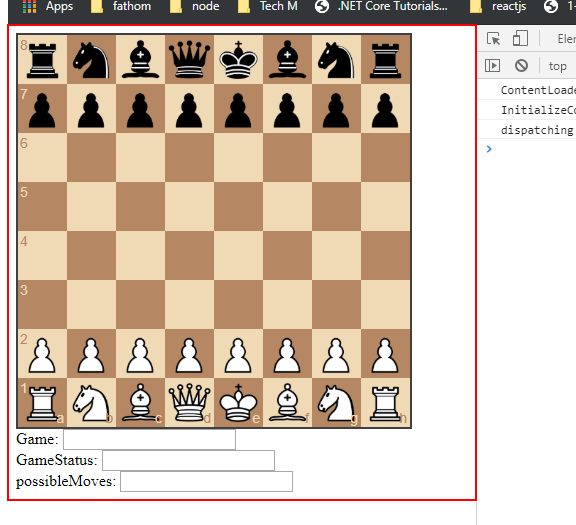 Apps fathom node Tech M .NET Core Tutorials... reactjs 1-
Elem
top
ContentLoade
InitializeCo
dispatching
8
7
6
5
4
3
2
1
a b c d e f g h
Game:
GameStatus:
possibleMoves: